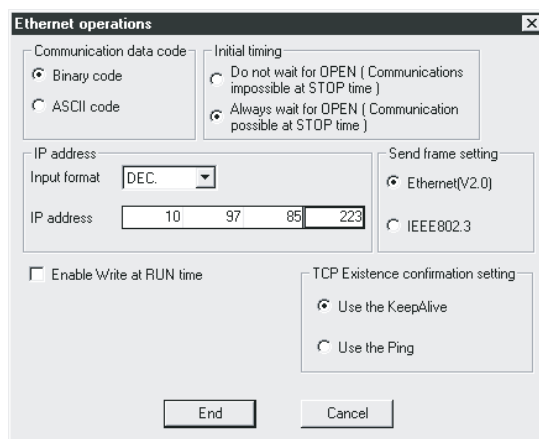 Ethernet operations
Communication data code
Binary code
ASCII code
Initial timing
Do not wait for OPEN ( Communications
impossible at STOP time )
Always wait for OPEN ( Communication
possible at STOP time )
IP address
Input format DEC.
IP address 10 97 85 223
Send frame setting
Ethernet(V2.0)
IEEE802.3
Enable Write at RUN time
TCP Existence confirmation setting
Use the KeepAlive
Use the Ping
End Cancel